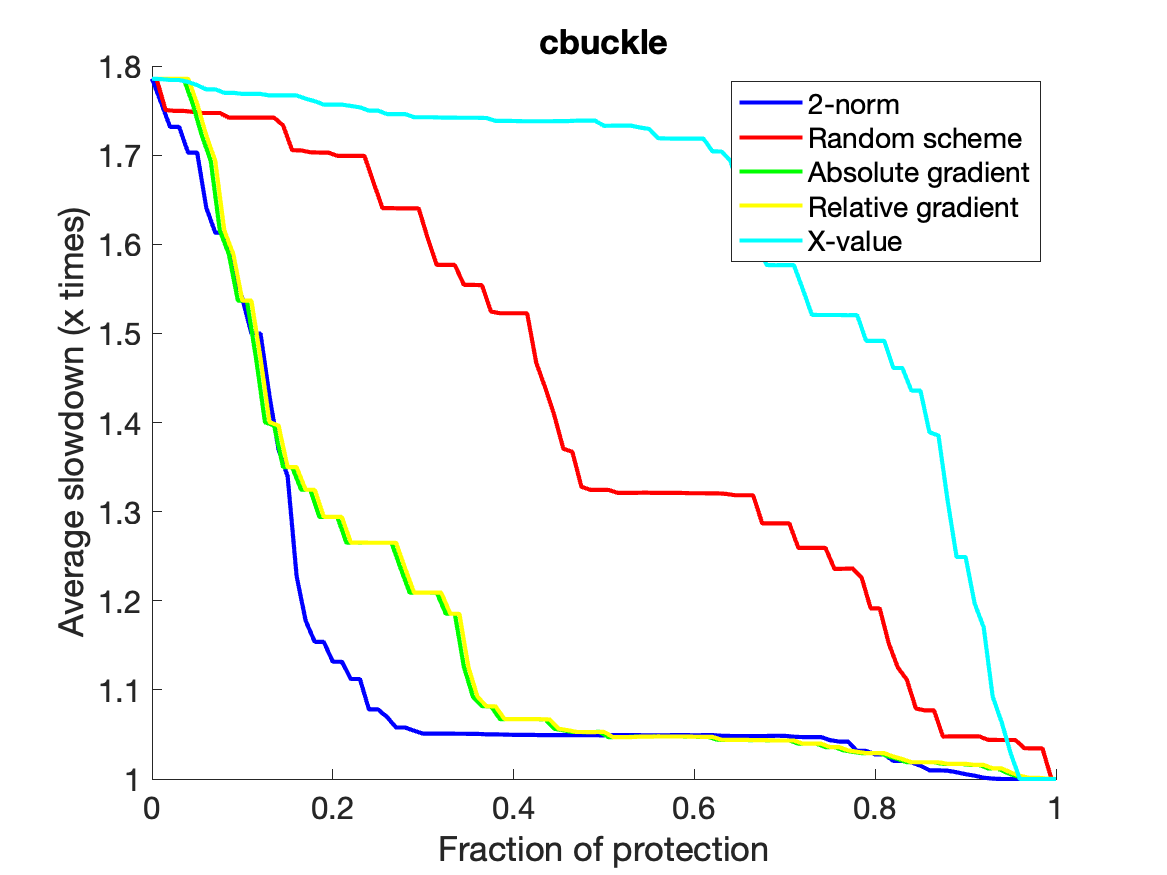 cbuckle
1.8
1.7
1.6
1.5
1.4
1.3
1.2
1.1
1
Average slowdown (x times)
2-norm
Random scheme
Absolute gradient
Relative gradient
X-value
0 0.2 0.4 0.6 0.8 1
Fraction of protection